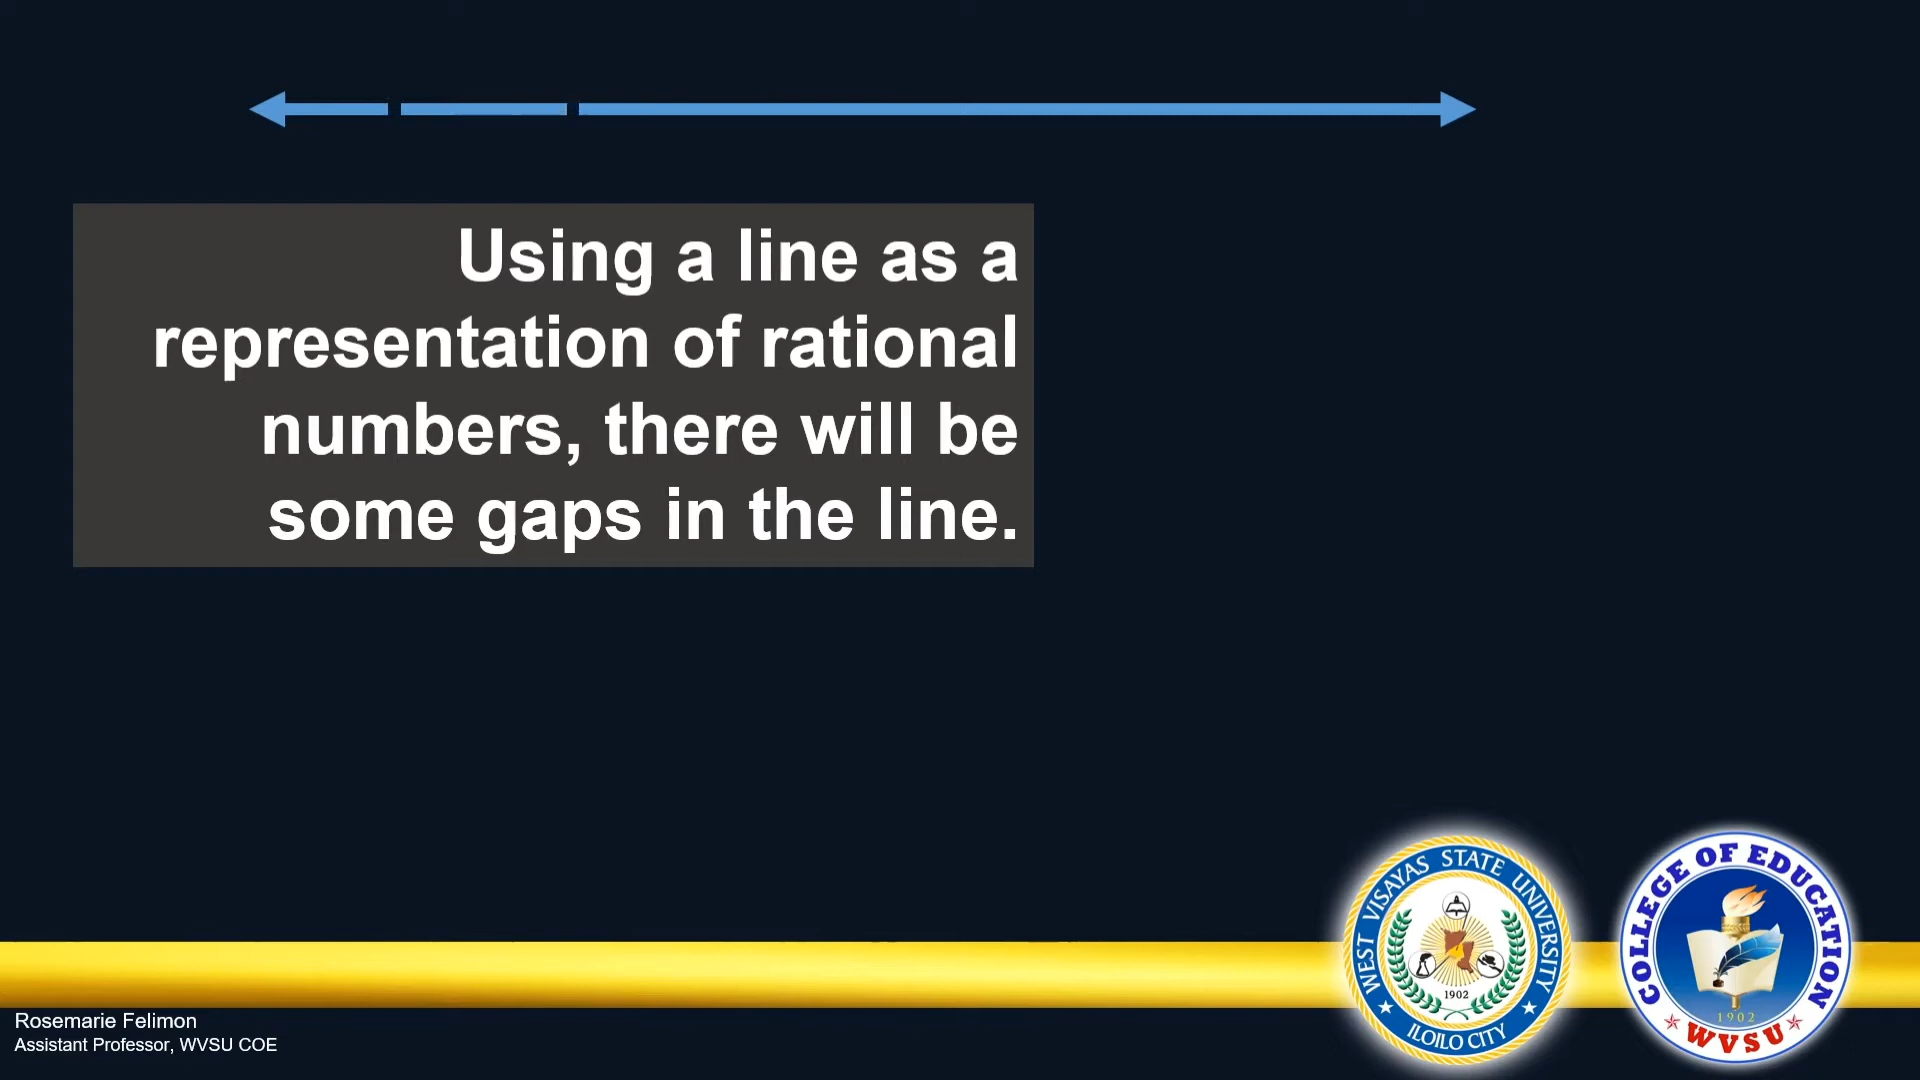 Using a line as a
representation of rational
numbers, there will be
some gaps in the line.
WEST VISAYAS STATE UNIVERSITY
1902
ILOILO CITY
COLLEGE OF EDUCATION
1902
WVSU
Rosemarie Felimon
Assistant Professor, WVSU COE